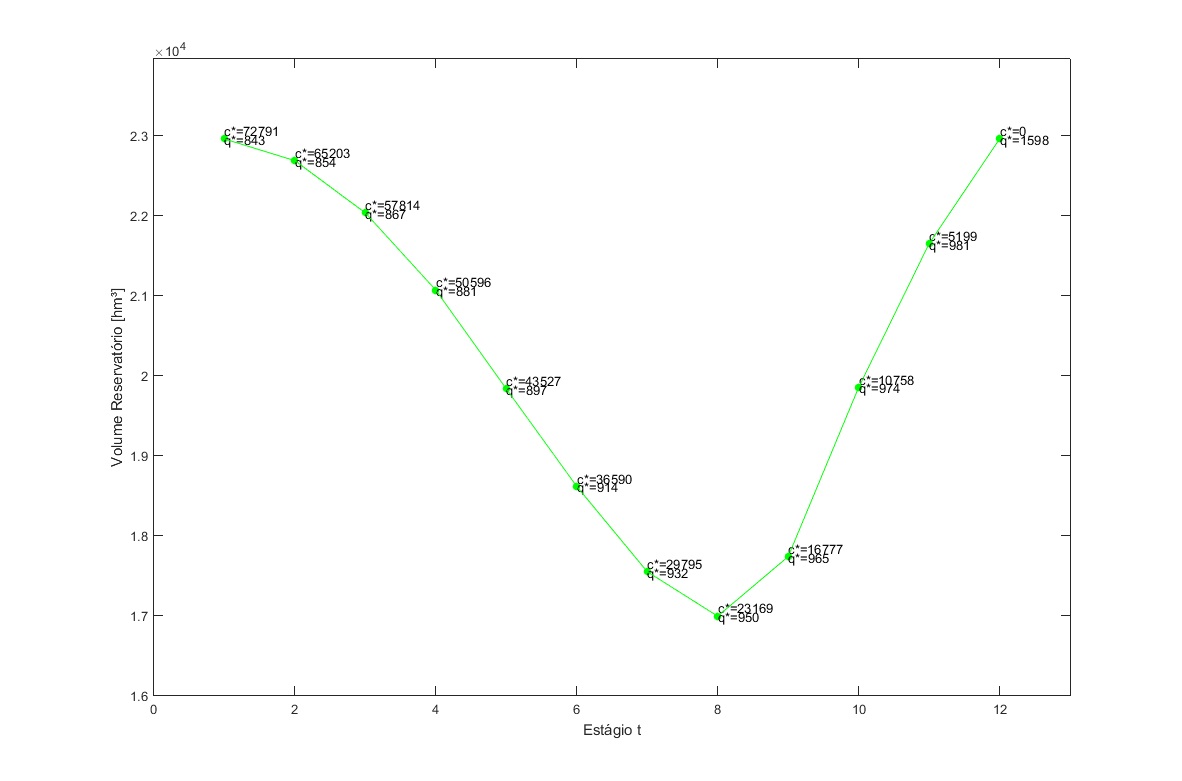 ×10⁴
2.3
2.2
2.1
2
1.9
1.8
1.7
1.6
Volume Reservatório [hm³]
c*=72791
q*=843
c*=65203
q*=854
c*=57814
q*=867
c*=50596
q*=881
c*=43527
q*=897
c*=36590
q*=914
c*=29795
q*=932
c*=23169
q*=950
c*=16777
q*=965
c*=10758
q*=974
c*=5199
q*=981
c*=0
q*=1598
0 2 4 6 8 10 12
Estágio t